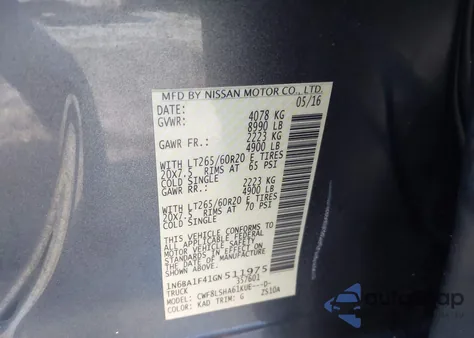 MFD BY NISSAN MOTOR CO., LTD.
DATE: 05/16
GVWR: 4078 KG
8990 LB
GAWR FR.: 2223 KG
4900 LB
WITH LT265/60R20 E TIRES
20X7.5 RIMS AT 65 PSI
COLD SINGLE
GAWR RR.: 2223 KG
4900 LB
WITH LT265/60R20 E TIRES
20X7.5 RIMS AT 70 PSI
COLD SINGLE
THIS VEHICLE CONFORMS TO
ALL APPLICABLE FEDERAL
MOTOR VEHICLE SAFETY
STANDARDS IN EFFECT ON
THE DATE OF MANUFACTURE
SHOWN ABOVE.
1N6BA1F41GN511975
TRUCK 357601
MODEL: CWF8LSHA61KUE---D-
COLOR: KAD TRIM: G ZS10A